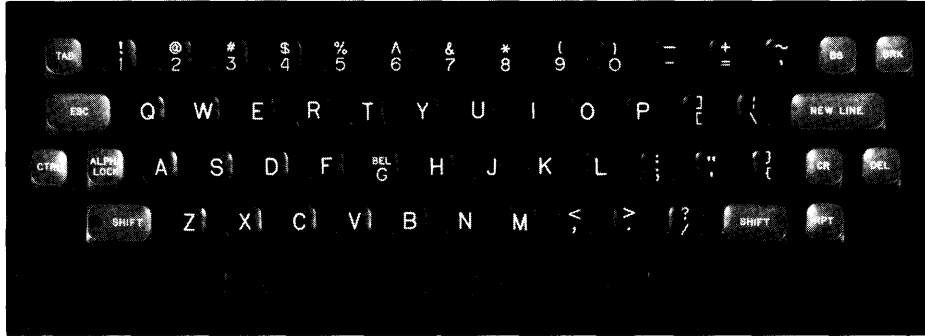 TAB ! 1 @ 2 # 3 $ 4 % 5 ^ 6 & 7 * 8 ( 9 ) 0 — - + = ~ ` BS BRK
ESC Q W E R T Y U I O P ] [ ¦ \ NEW LINE
CTRL ALPHA LOCK A S D F BEL G H J K L : ; " ' } { CR DEL
SHIFT Z X C V B N M < , > . ? / SHIFT RPT